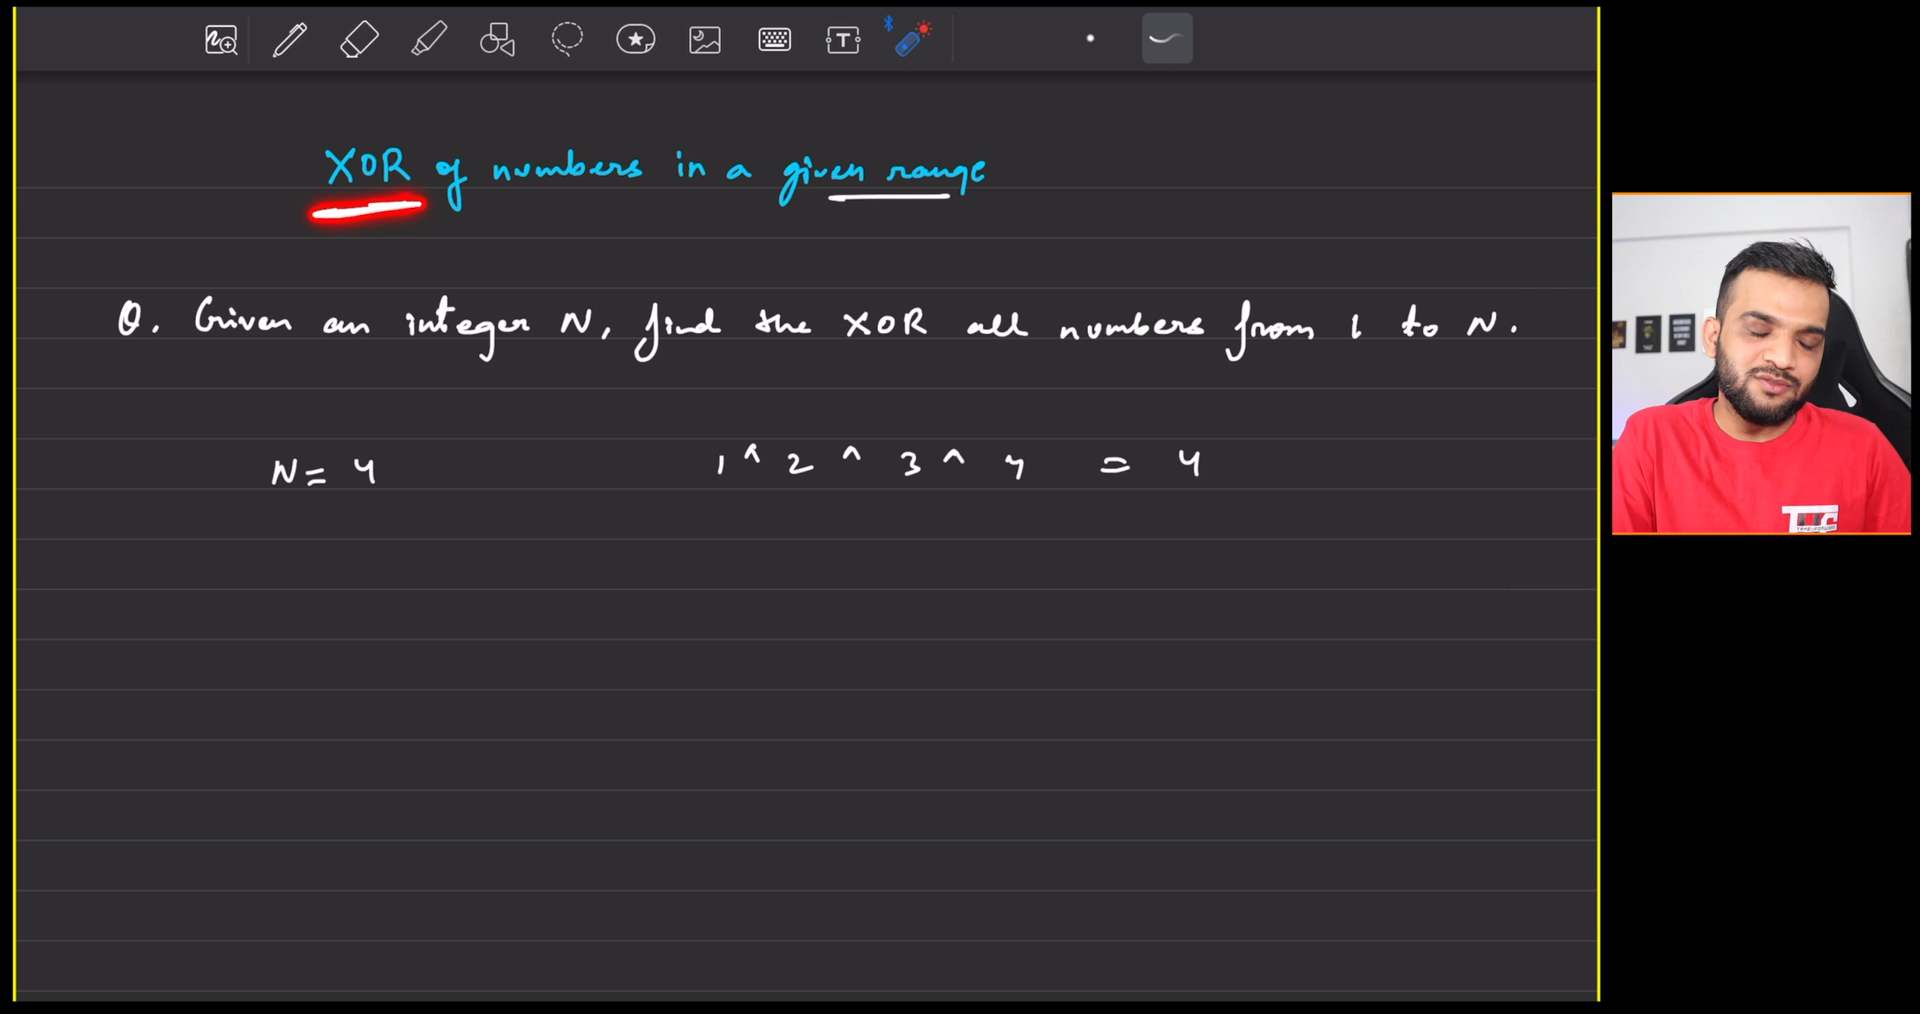 XOR of numbers in a given range
Q. Given an integer N, find the XOR all numbers from 1 to N.
N = 4 1 ^ 2 ^ 3 ^ 4 = 4
T